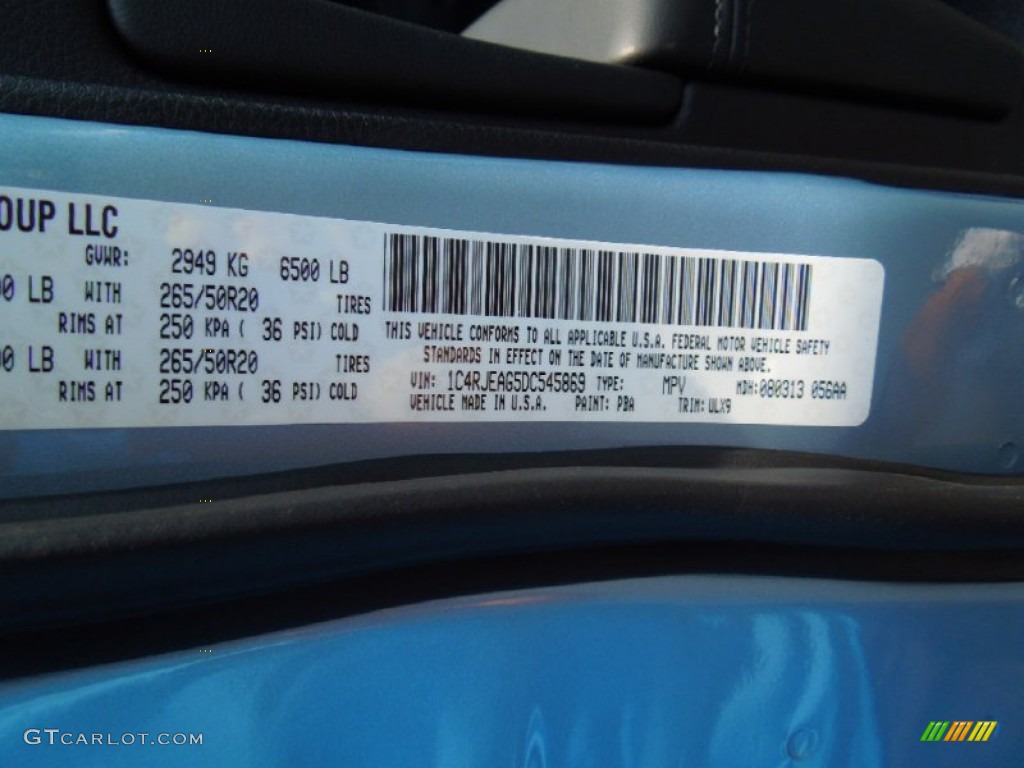 OUP LLC
GVWR: 2949 KG 6500 LB
00 LB WITH 265/50R20 TIRES
RIMS AT 250 KPA ( 36 PSI) COLD
00 LB WITH 265/50R20 TIRES
RIMS AT 250 KPA ( 36 PSI) COLD
THIS VEHICLE CONFORMS TO ALL APPLICABLE U.S.A. FEDERAL MOTOR VEHICLE SAFETY
STANDARDS IN EFFECT ON THE DATE OF MANUFACTURE SHOWN ABOVE.
VIN: 1C4RJEAG5DC545869 TYPE: MPV MDH:080313 056AA
VEHICLE MADE IN U.S.A. PAINT: PBA TRIM: ULX9
GTCARLOT.COM